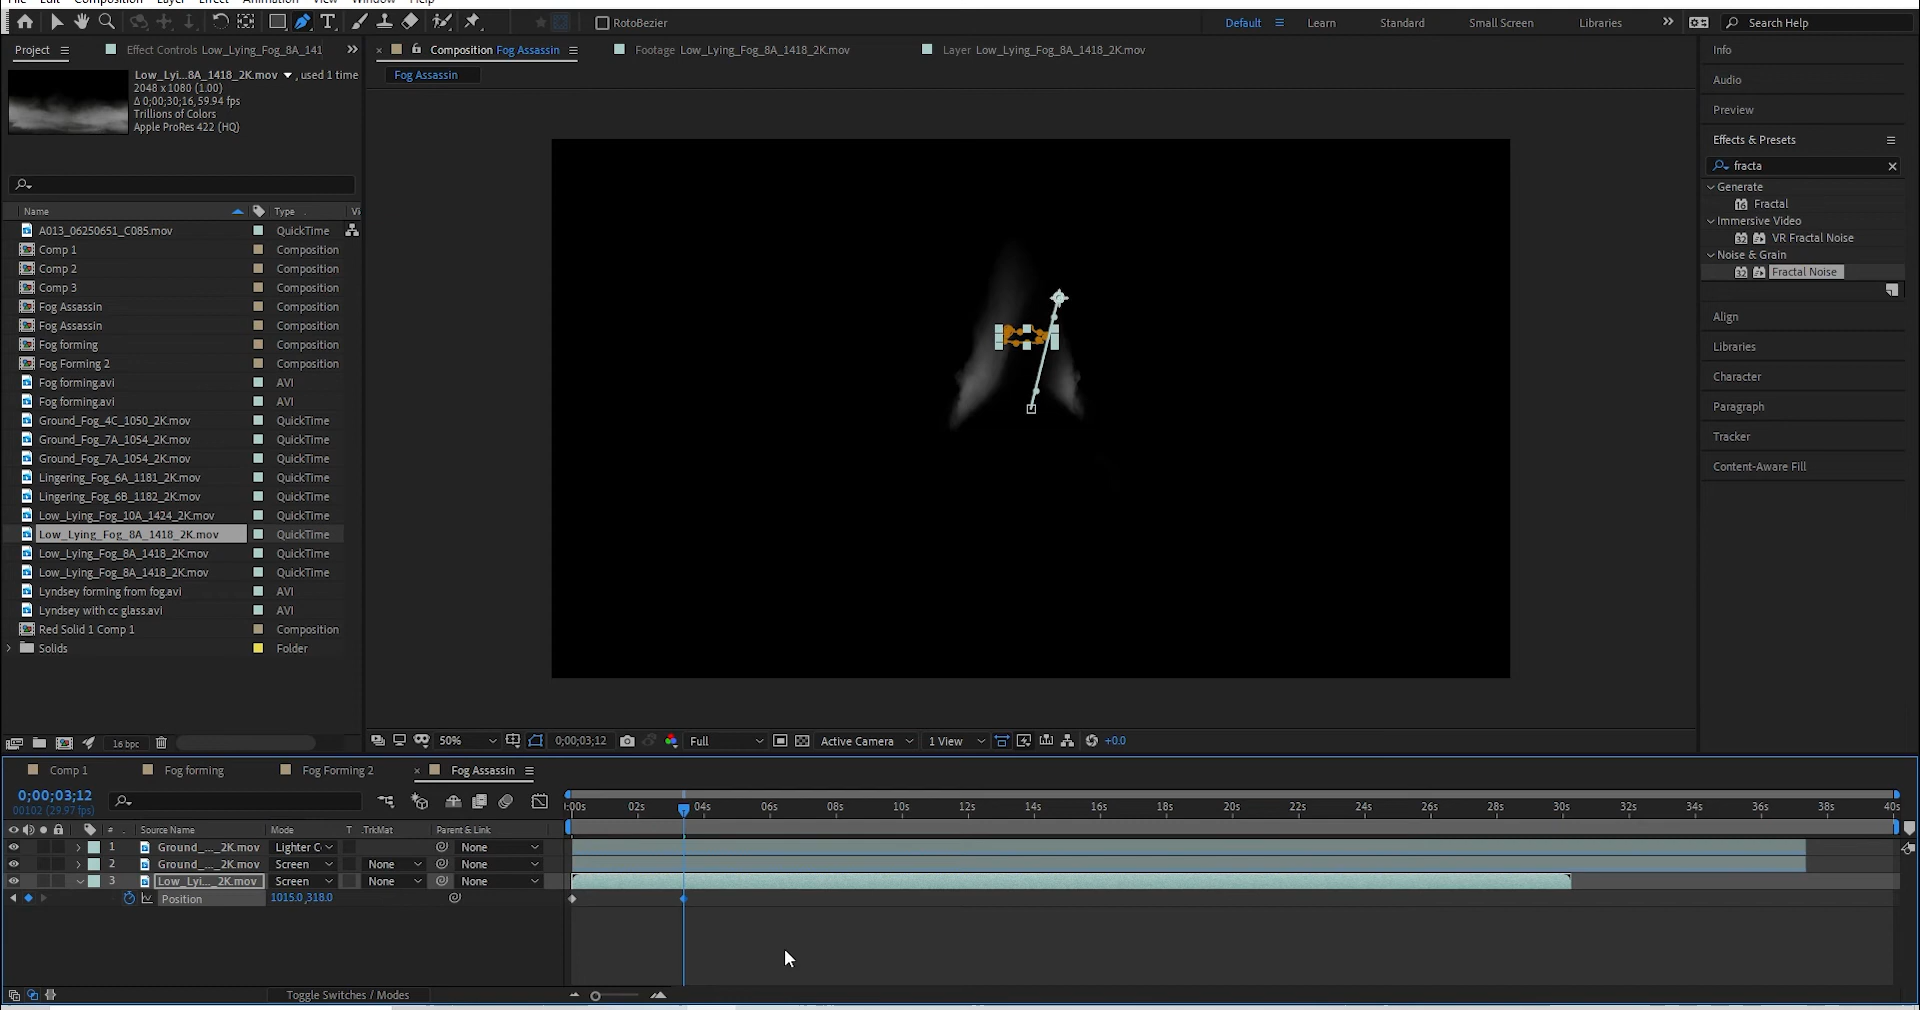 File Edit Composition Layer Effect Animation View Window Help
RotoBezier
Default
Learn
Standard
Small Screen
Libraries
Search Help
Project
Effect Controls Low_Lying_Fog_8A_141
Composition Fog Assassin
Footage Low_Lying_Fog_8A_1418_2K.mov
Layer Low_Lying_Fog_8A_1418_2K.mov
Fog Assassin
Low_Lyi...8A_1418_2K.mov , used 1 time
2048 x 1080 (1.00)
Δ 0;00;30;16, 59.94 fps
Trillions of Colors
Apple ProRes 422 (HQ)
Name Type Vi
A013_06250651_C085.mov QuickTime
Comp 1 Composition
Comp 2 Composition
Comp 3 Composition
Fog Assassin Composition
Fog Assassin Composition
Fog forming Composition
Fog Forming 2 Composition
Fog forming.avi AVI
Fog forming.avi AVI
Ground_Fog_4C_1050_2K.mov QuickTime
Ground_Fog_7A_1054_2K.mov QuickTime
Ground_Fog_7A_1054_2K.mov QuickTime
Lingering_Fog_6A_1181_2K.mov QuickTime
Lingering_Fog_6B_1182_2K.mov QuickTime
Low_Lying_Fog_10A_1424_2K.mov QuickTime
Low_Lying_Fog_8A_1418_2K.mov QuickTime
Low_Lying_Fog_8A_1418_2K.mov QuickTime
Low_Lying_Fog_8A_1418_2K.mov QuickTime
Lyndsey forming from fog.avi AVI
Lyndsey with cc glass.avi AVI
Red Solid 1 Comp 1 Composition
Solids Folder
16 bpc
50%
0;00;03;12
Full
Active Camera
1 View
+0.0
Info
Audio
Preview
Effects & Presets
fracta
Generate
Fractal
Immersive Video
VR Fractal Noise
Noise & Grain
Fractal Noise
Align
Libraries
Character
Paragraph
Tracker
Content-Aware Fill
Comp 1
Fog forming
Fog Forming 2
Fog Assassin
0;00;03;12
00102 (29.97 fps)
:00s 02s 04s 06s 08s 10s 12s 14s 16s 18s 20s 22s 24s 26s 28s 30s 32s 34s 36s 38s 40s
# Source Name Mode T .TrkMat Parent & Link
1 Ground_..._2K.mov Lighter C None
2 Ground_..._2K.mov Screen None None
3 Low_Lyi..._2K.mov Screen None None
Position 1015.0,318.0
Toggle Switches / Modes